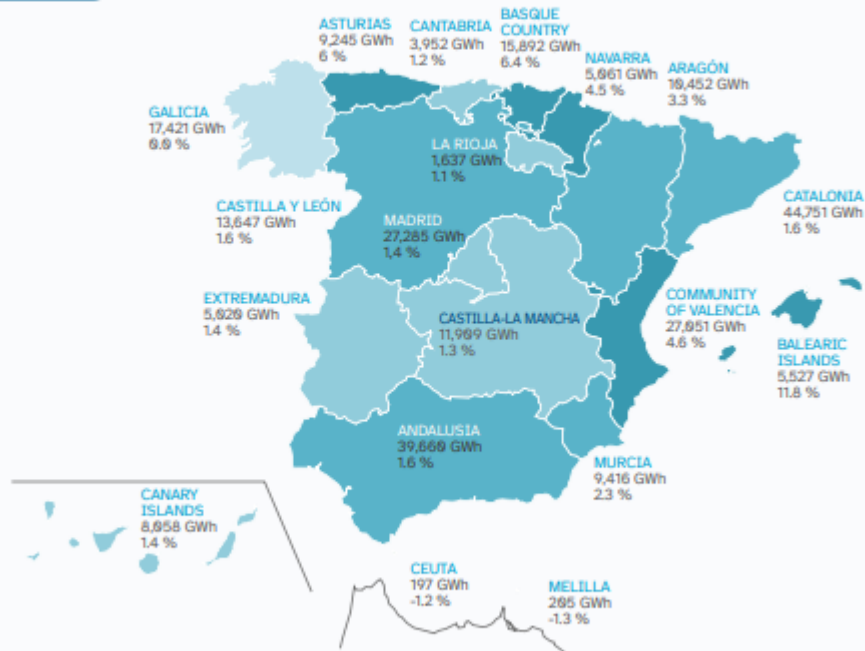 ASTURIAS
9,245 GWh
6 %
CANTABRIA
3,952 GWh
1.2 %
BASQUE
COUNTRY
15,892 GWh
6.4 %
NAVARRA
5,061 GWh
4.5 %
ARAGÓN
10,452 GWh
3.3 %
GALICIA
17,421 GWh
0.0 %
LA RIOJA
1,637 GWh
1.1 %
CASTILLA Y LEÓN
13,647 GWh
1.6 %
MADRID
27,285 GWh
1,4 %
CATALONIA
44,751 GWh
1.6 %
EXTREMADURA
5,020 GWh
1.4 %
CASTILLA-LA MANCHA
11,909 GWh
1.3 %
COMMUNITY
OF VALENCIA
27,051 GWh
4.6 %
BALEARIC
ISLANDS
5,527 GWh
11.8 %
ANDALUSIA
39,660 GWh
1.6 %
MURCIA
9,416 GWh
2.3 %
CANARY
ISLANDS
8,058 GWh
1.4 %
CEUTA
197 GWh
-1.2 %
MELILLA
205 GWh
-1.3 %